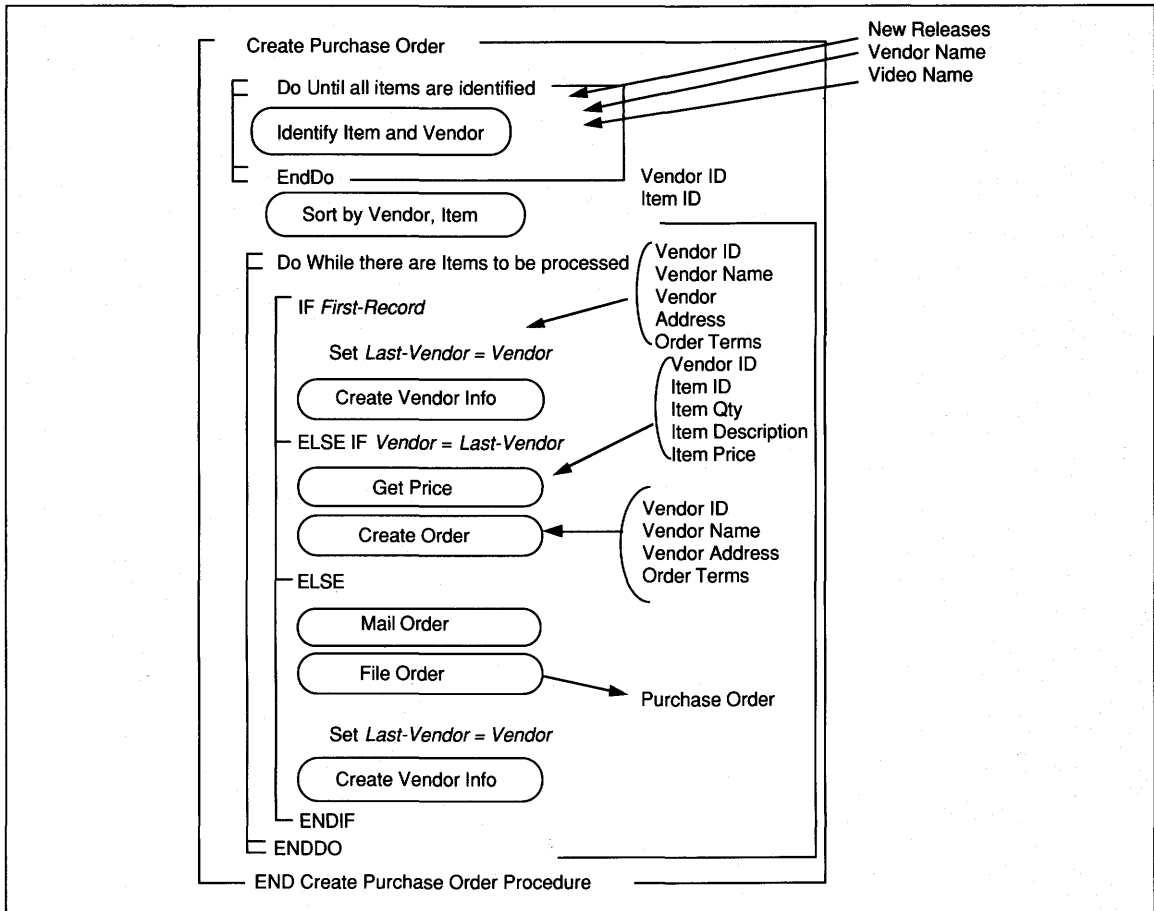 New Releases
Create Purchase Order
Vendor Name
Video Name
Do Until all items are identified
Identify Item and Vendor
EndDo
Vendor ID
Item ID
Sort by Vendor, Item
Do While there are Items to be processed
Vendor ID
Vendor Name
Vendor
Address
Order Terms
IF First-Record
Set Last-Vendor = Vendor
Vendor ID
Item ID
Item Qty
Item Description
Item Price
Create Vendor Info
ELSE IF Vendor = Last-Vendor
Get Price
Create Order
Vendor ID
Vendor Name
Vendor Address
Order Terms
ELSE
Mail Order
File Order
Purchase Order
Set Last-Vendor = Vendor
Create Vendor Info
ENDIF
ENDDO
END Create Purchase Order Procedure